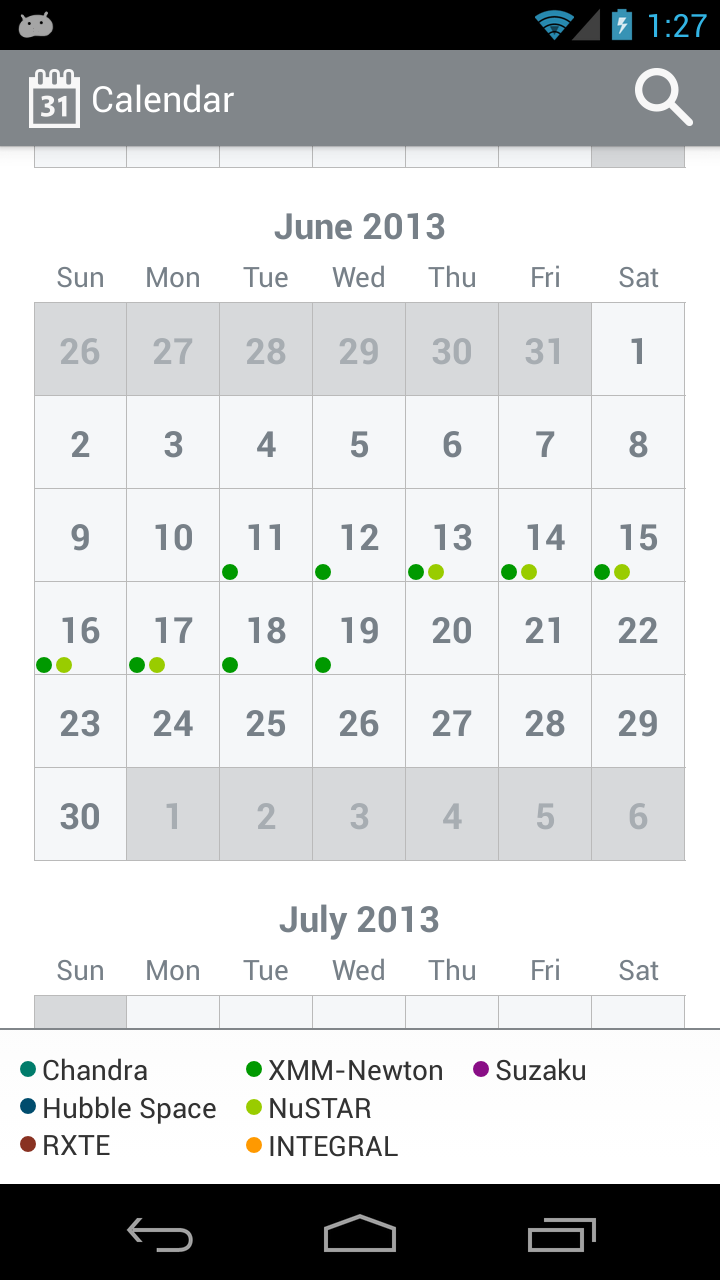 1:27
31 Calendar
June 2013
Sun Mon Tue Wed Thu Fri Sat
26 27 28 29 30 31 1
2 3 4 5 6 7 8
9 10 11 12 13 14 15
16 17 18 19 20 21 22
23 24 25 26 27 28 29
30 1 2 3 4 5 6
July 2013
Sun Mon Tue Wed Thu Fri Sat
Chandra XMM-Newton Suzaku
Hubble Space NuSTAR
RXTE INTEGRAL